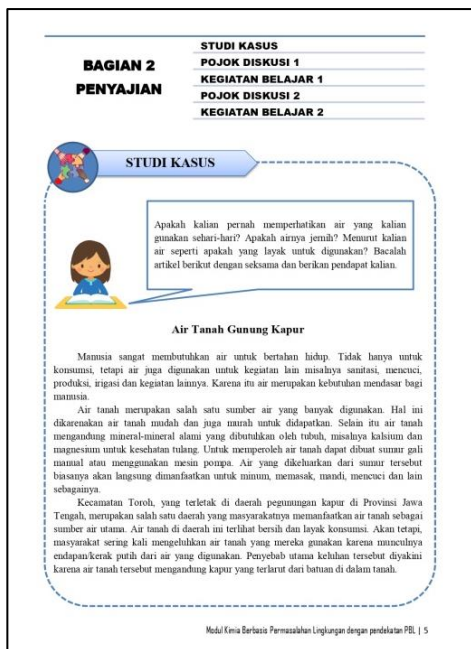 BAGIAN 2
PENYAJIAN
STUDI KASUS
POJOK DISKUSI 1
KEGIATAN BELAJAR 1
POJOK DISKUSI 2
KEGIATAN BELAJAR 2
STUDI KASUS
Apakah kalian pernah memperhatikan air yang kalian
gunakan sehari-hari? Apakah airnya jernih? Menurut kalian
air seperti apakah yang layak untuk digunakan? Bacalah
artikel berikut dengan seksama dan berikan pendapat kalian.
Air Tanah Gunung Kapur
Manusia sangat membutuhkan air untuk bertahan hidup. Tidak hanya untuk
konsumsi, tetapi air juga digunakan untuk kegiatan lain misalnya sanitasi, mencuci,
produksi, irigasi dan kegiatan lainnya. Karena itu air merupakan kebutuhan mendasar bagi
manusia.
Air tanah merupakan salah satu sumber air yang banyak digunakan. Hal ini
dikarenakan air tanah mudah dan juga murah untuk didapatkan. Selain itu air tanah
mengandung mineral-mineral alami yang dibutuhkan oleh tubuh, misalnya kalsium dan
magnesium untuk kesehatan tulang. Untuk memperoleh air tanah dapat dibuat sumur gali
manual atau menggunakan mesin pompa. Air yang dikeluarkan dari sumur tersebut
biasanya akan langsung dimanfaatkan untuk minum, memasak, mandi, mencuci dan lain
sebagainya.
Kecamatan Toroh, yang terletak di daerah pegunungan kapur di Provinsi Jawa
Tengah, merupakan salah satu daerah yang masyarakatnya memanfaatkan air tanah sebagai
sumber air utama. Air tanah di daerah ini terlihat bersih dan layak konsumsi. Akan tetapi,
masyarakat sering kali mengeluhkan air tanah yang mereka gunakan karena munculnya
endapan/kerak putih dari air yang digunakan. Penyebab utama keluhan tersebut diyakini
karena air tanah tersebut mengandung kapur yang terlarut dari batuan di dalam tanah.
Modul Kimia Berbasis Permasalahan Lingkungan dengan pendekatan PBL | 5